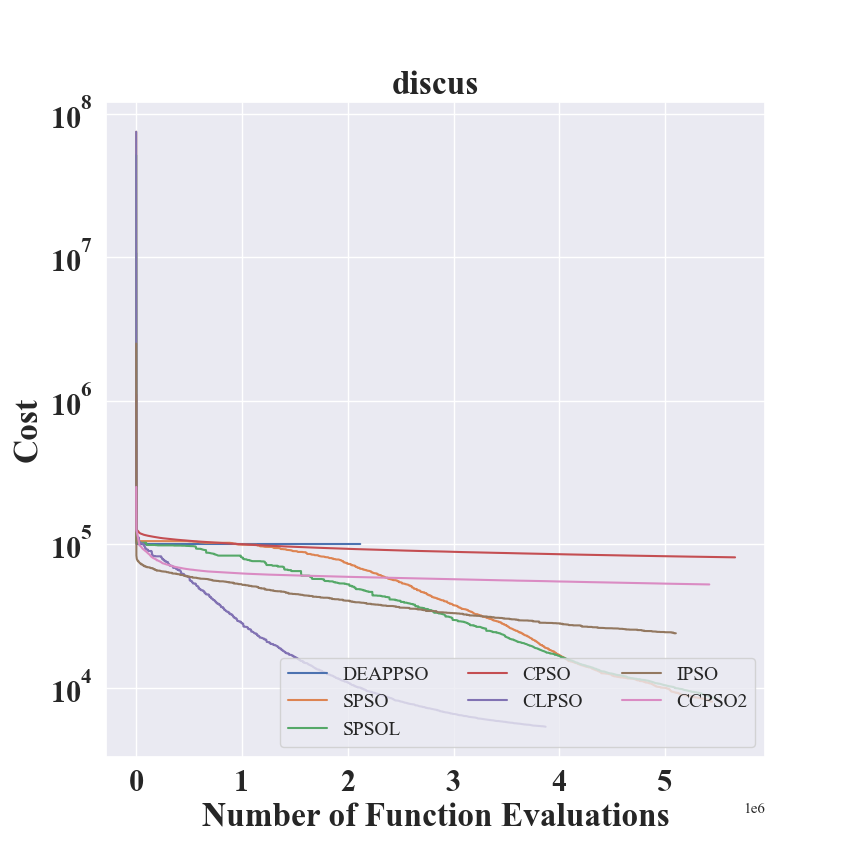 discus
10^8
10^7
10^6
10^5
10^4
Cost
DEAPPSO CPSO IPSO
SPSO CLPSO CCPSO2
SPSOL
0 1 2 3 4 5
Number of Function Evaluations 1e6